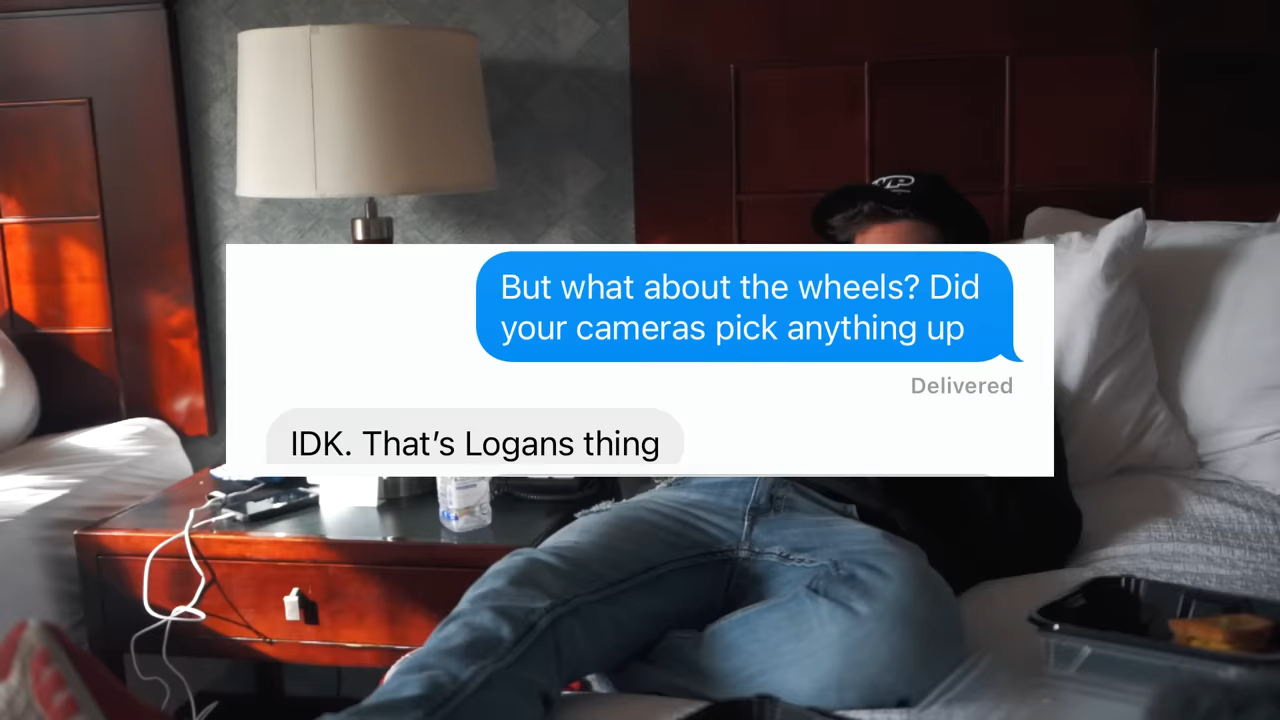 But what about the wheels? Did
your cameras pick anything up
Delivered
IDK. That’s Logans thing